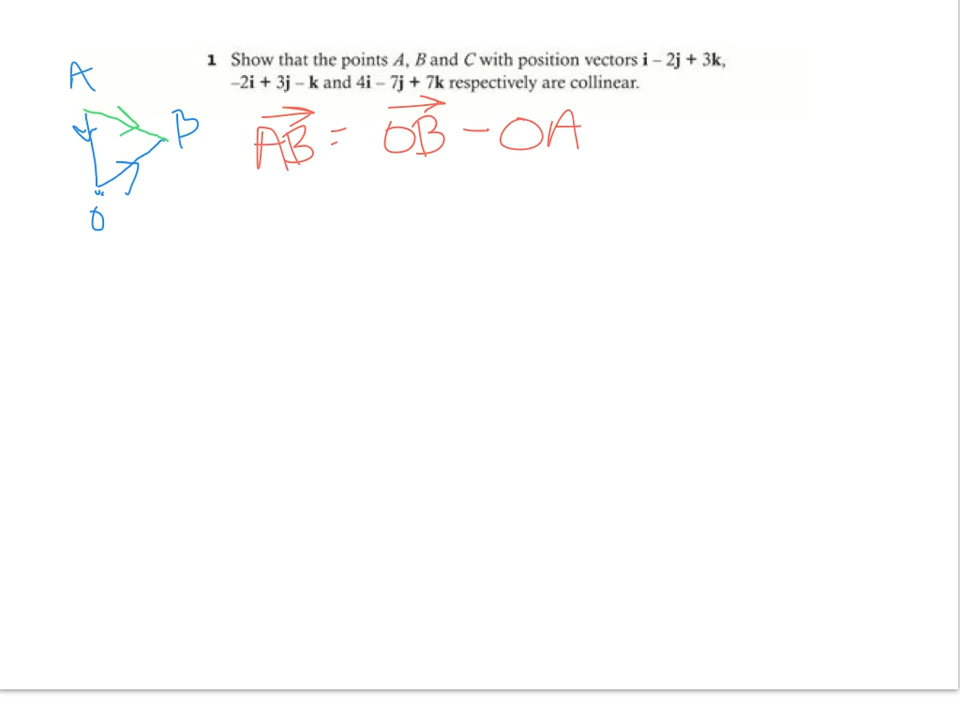 1 Show that the points A, B and C with position vectors i – 2j + 3k,
–2i + 3j – k and 4i – 7j + 7k respectively are collinear.
A
B
O
AB = OB – OA